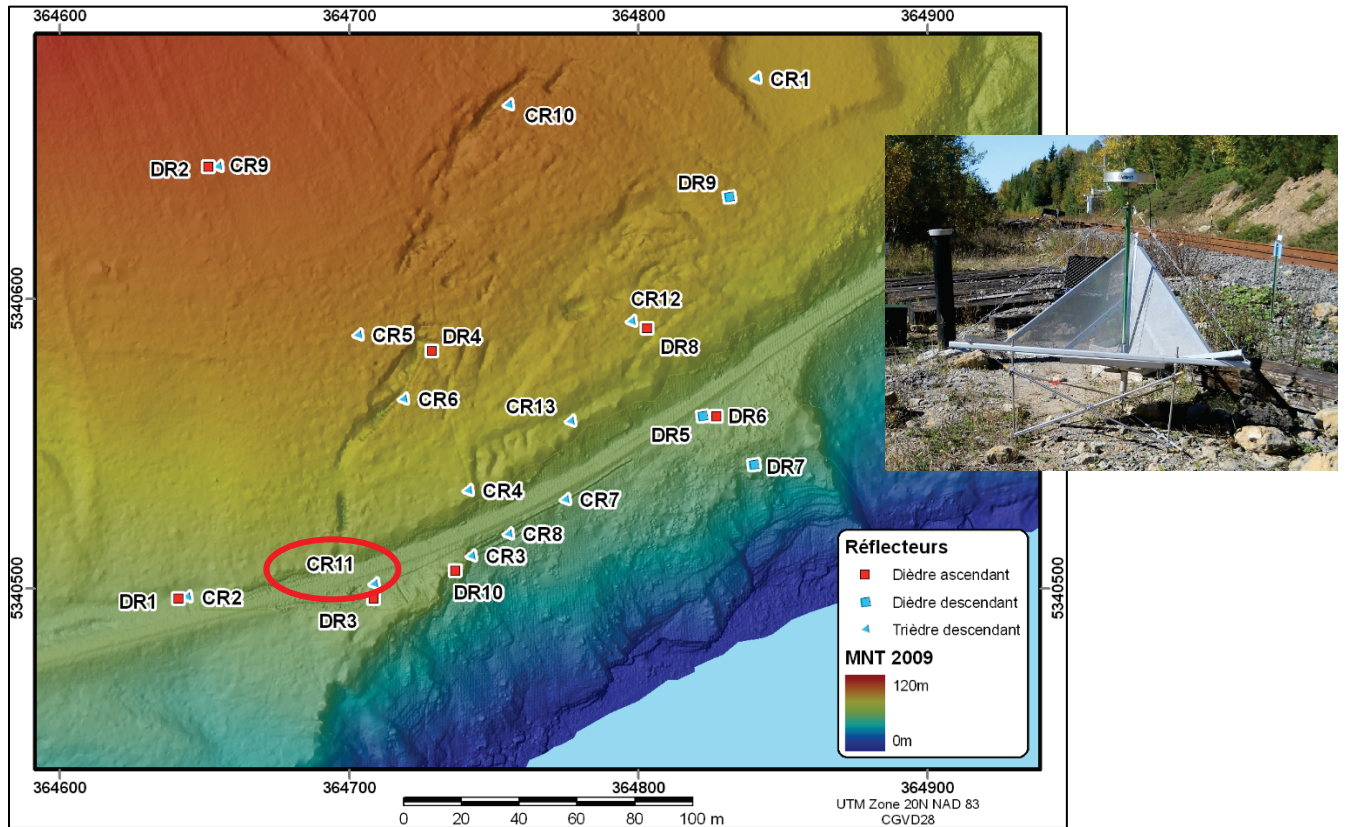 364600
364700
364800
364900
CR1
CR10
DR2
CR9
DR9
5340600
CR12
CR5
DR4
DR8
CR6
CR13
DR5
DR6
DR7
CR4
CR7
CR8
CR11
CR3
5340500
DR1
CR2
DR3
DR10
5340500
Réflecteurs
Dièdre ascendant
Dièdre descendant
Trièdre descendant
MNT 2009
120m
0m
364600
364700
364800
364900
0 20 40 60 80 100 m
UTM Zone 20N NAD 83
CGVD28